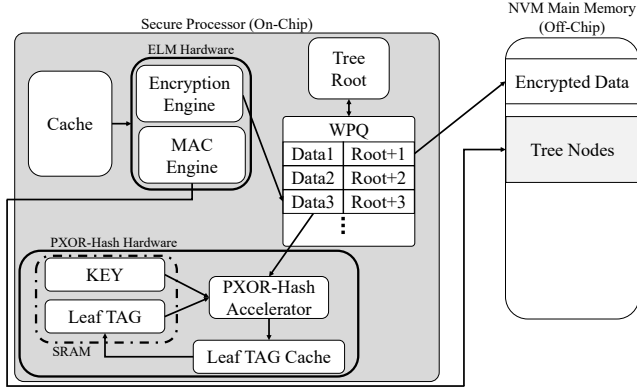 Secure Processor (On-Chip)
NVM Main Memory
(Off-Chip)
ELM Hardware
Cache
Encryption
Engine
MAC
Engine
Tree
Root
WPQ
Data1 Root+1
Data2 Root+2
Data3 Root+3
Encrypted Data
Tree Nodes
PXOR-Hash Hardware
KEY
Leaf TAG
SRAM
PXOR-Hash
Accelerator
Leaf TAG Cache